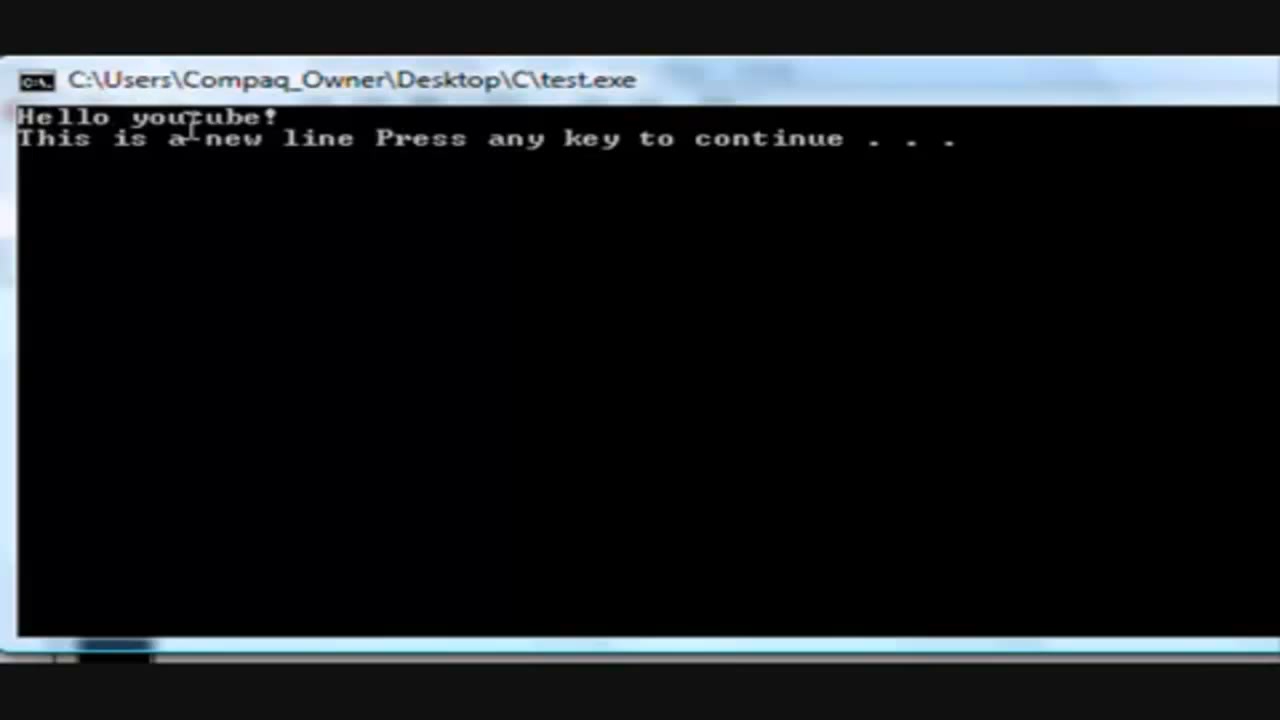 C:\Users\Compaq_Owner\Desktop\C\test.exe
Hello youtube!
This is a new line Press any key to continue . . .